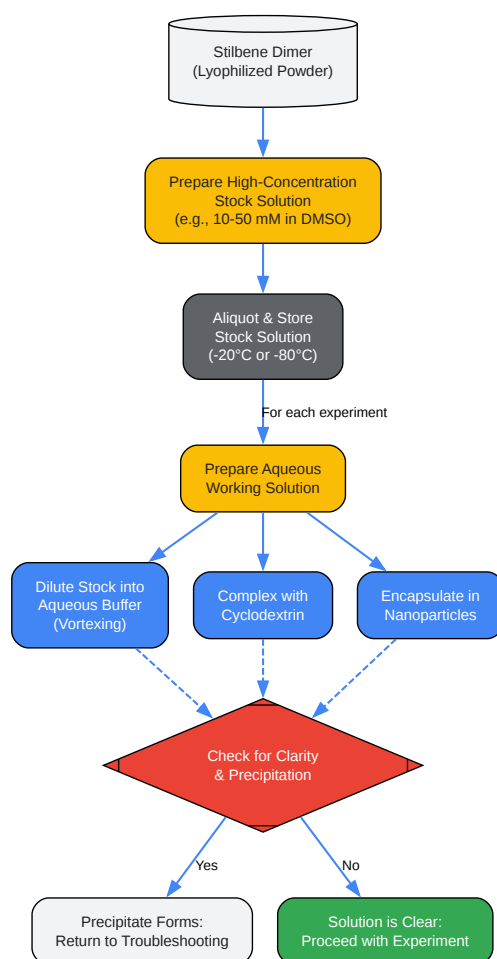 Stilbene Dimer
(Lyophilized Powder)
Prepare High-Concentration
Stock Solution
(e.g., 10-50 mM in DMSO)
Aliquot & Store
Stock Solution
(-20°C or -80°C)
For each experiment
Prepare Aqueous
Working Solution
Dilute Stock into
Aqueous Buffer
(Vortexing)
Complex with
Cyclodextrin
Encapsulate in
Nanoparticles
Check for Clarity
& Precipitation
Yes
No
Precipitate Forms:
Return to Troubleshooting
Solution is Clear:
Proceed with Experiment